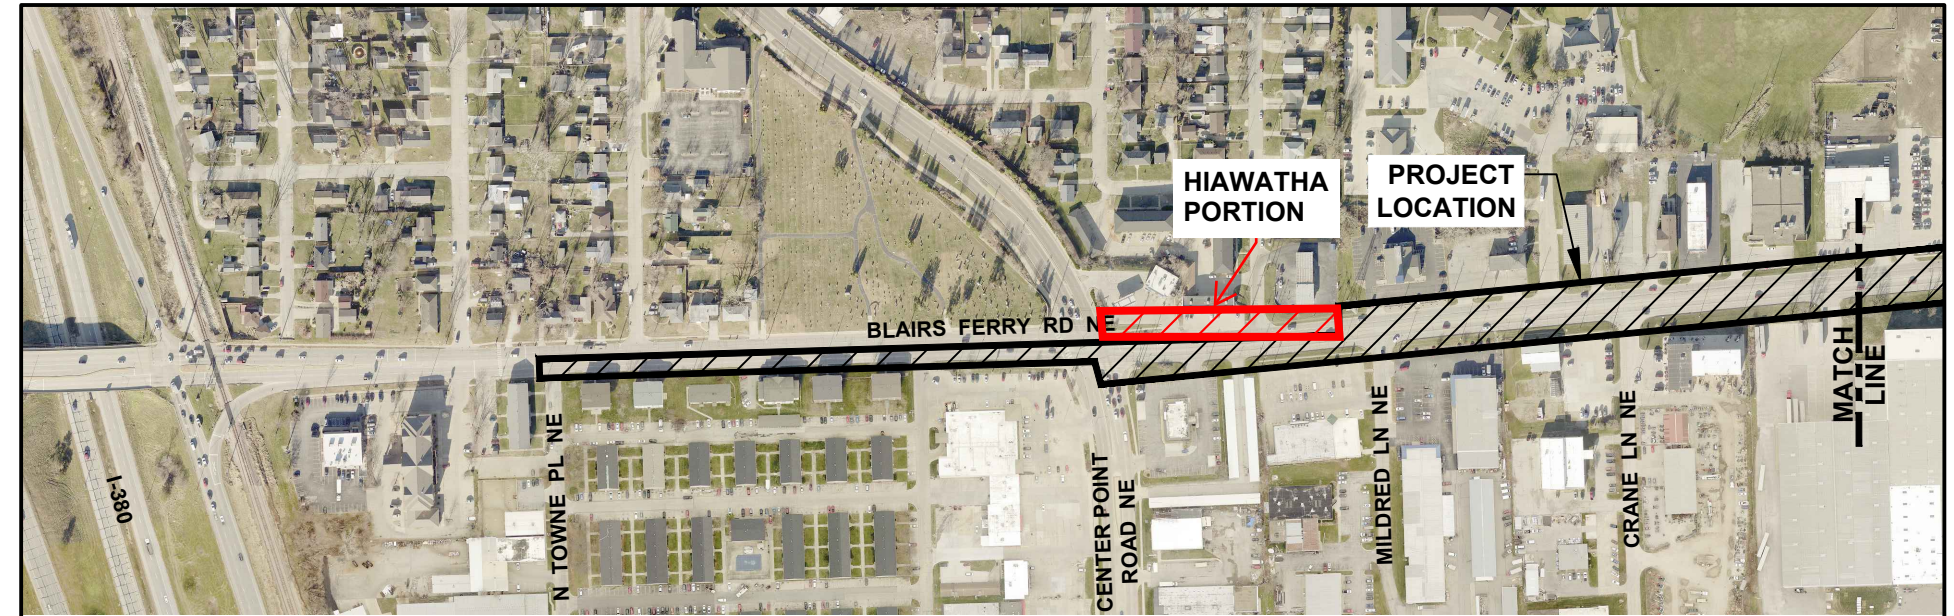 HIAWATHA
PORTION
PROJECT
LOCATION
BLAIRS FERRY RD NE
MATCH
LINE
I-380
N TOWNE PL NE
CENTER POINT
ROAD NE
MILDRED LN NE
CRANE LN NE